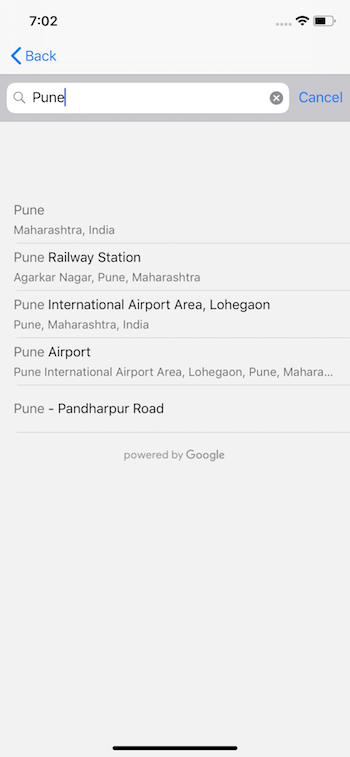 7:02
Back
Pune
Cancel
Pune
Maharashtra, India
Pune Railway Station
Agarkar Nagar, Pune, Maharashtra
Pune International Airport Area, Lohegaon
Pune, Maharashtra, India
Pune Airport
Pune International Airport Area, Lohegaon, Pune, Mahara...
Pune - Pandharpur Road
powered by Google